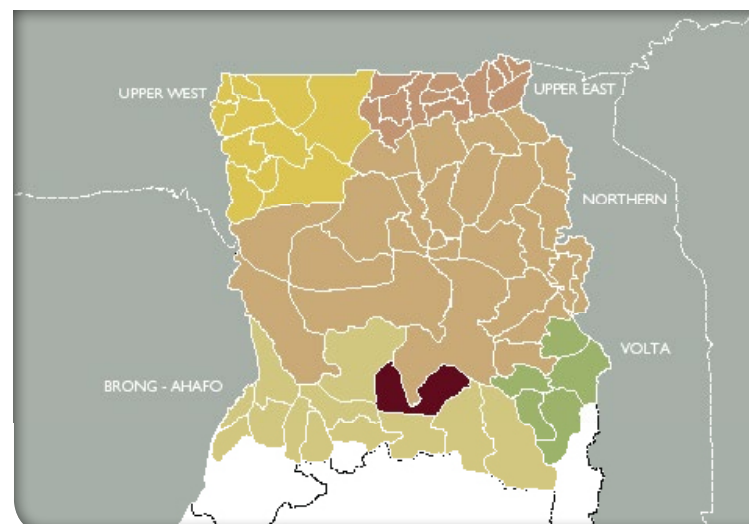 UPPER WEST
UPPER EAST
NORTHERN
VOLTA
BRONG - AHAFO